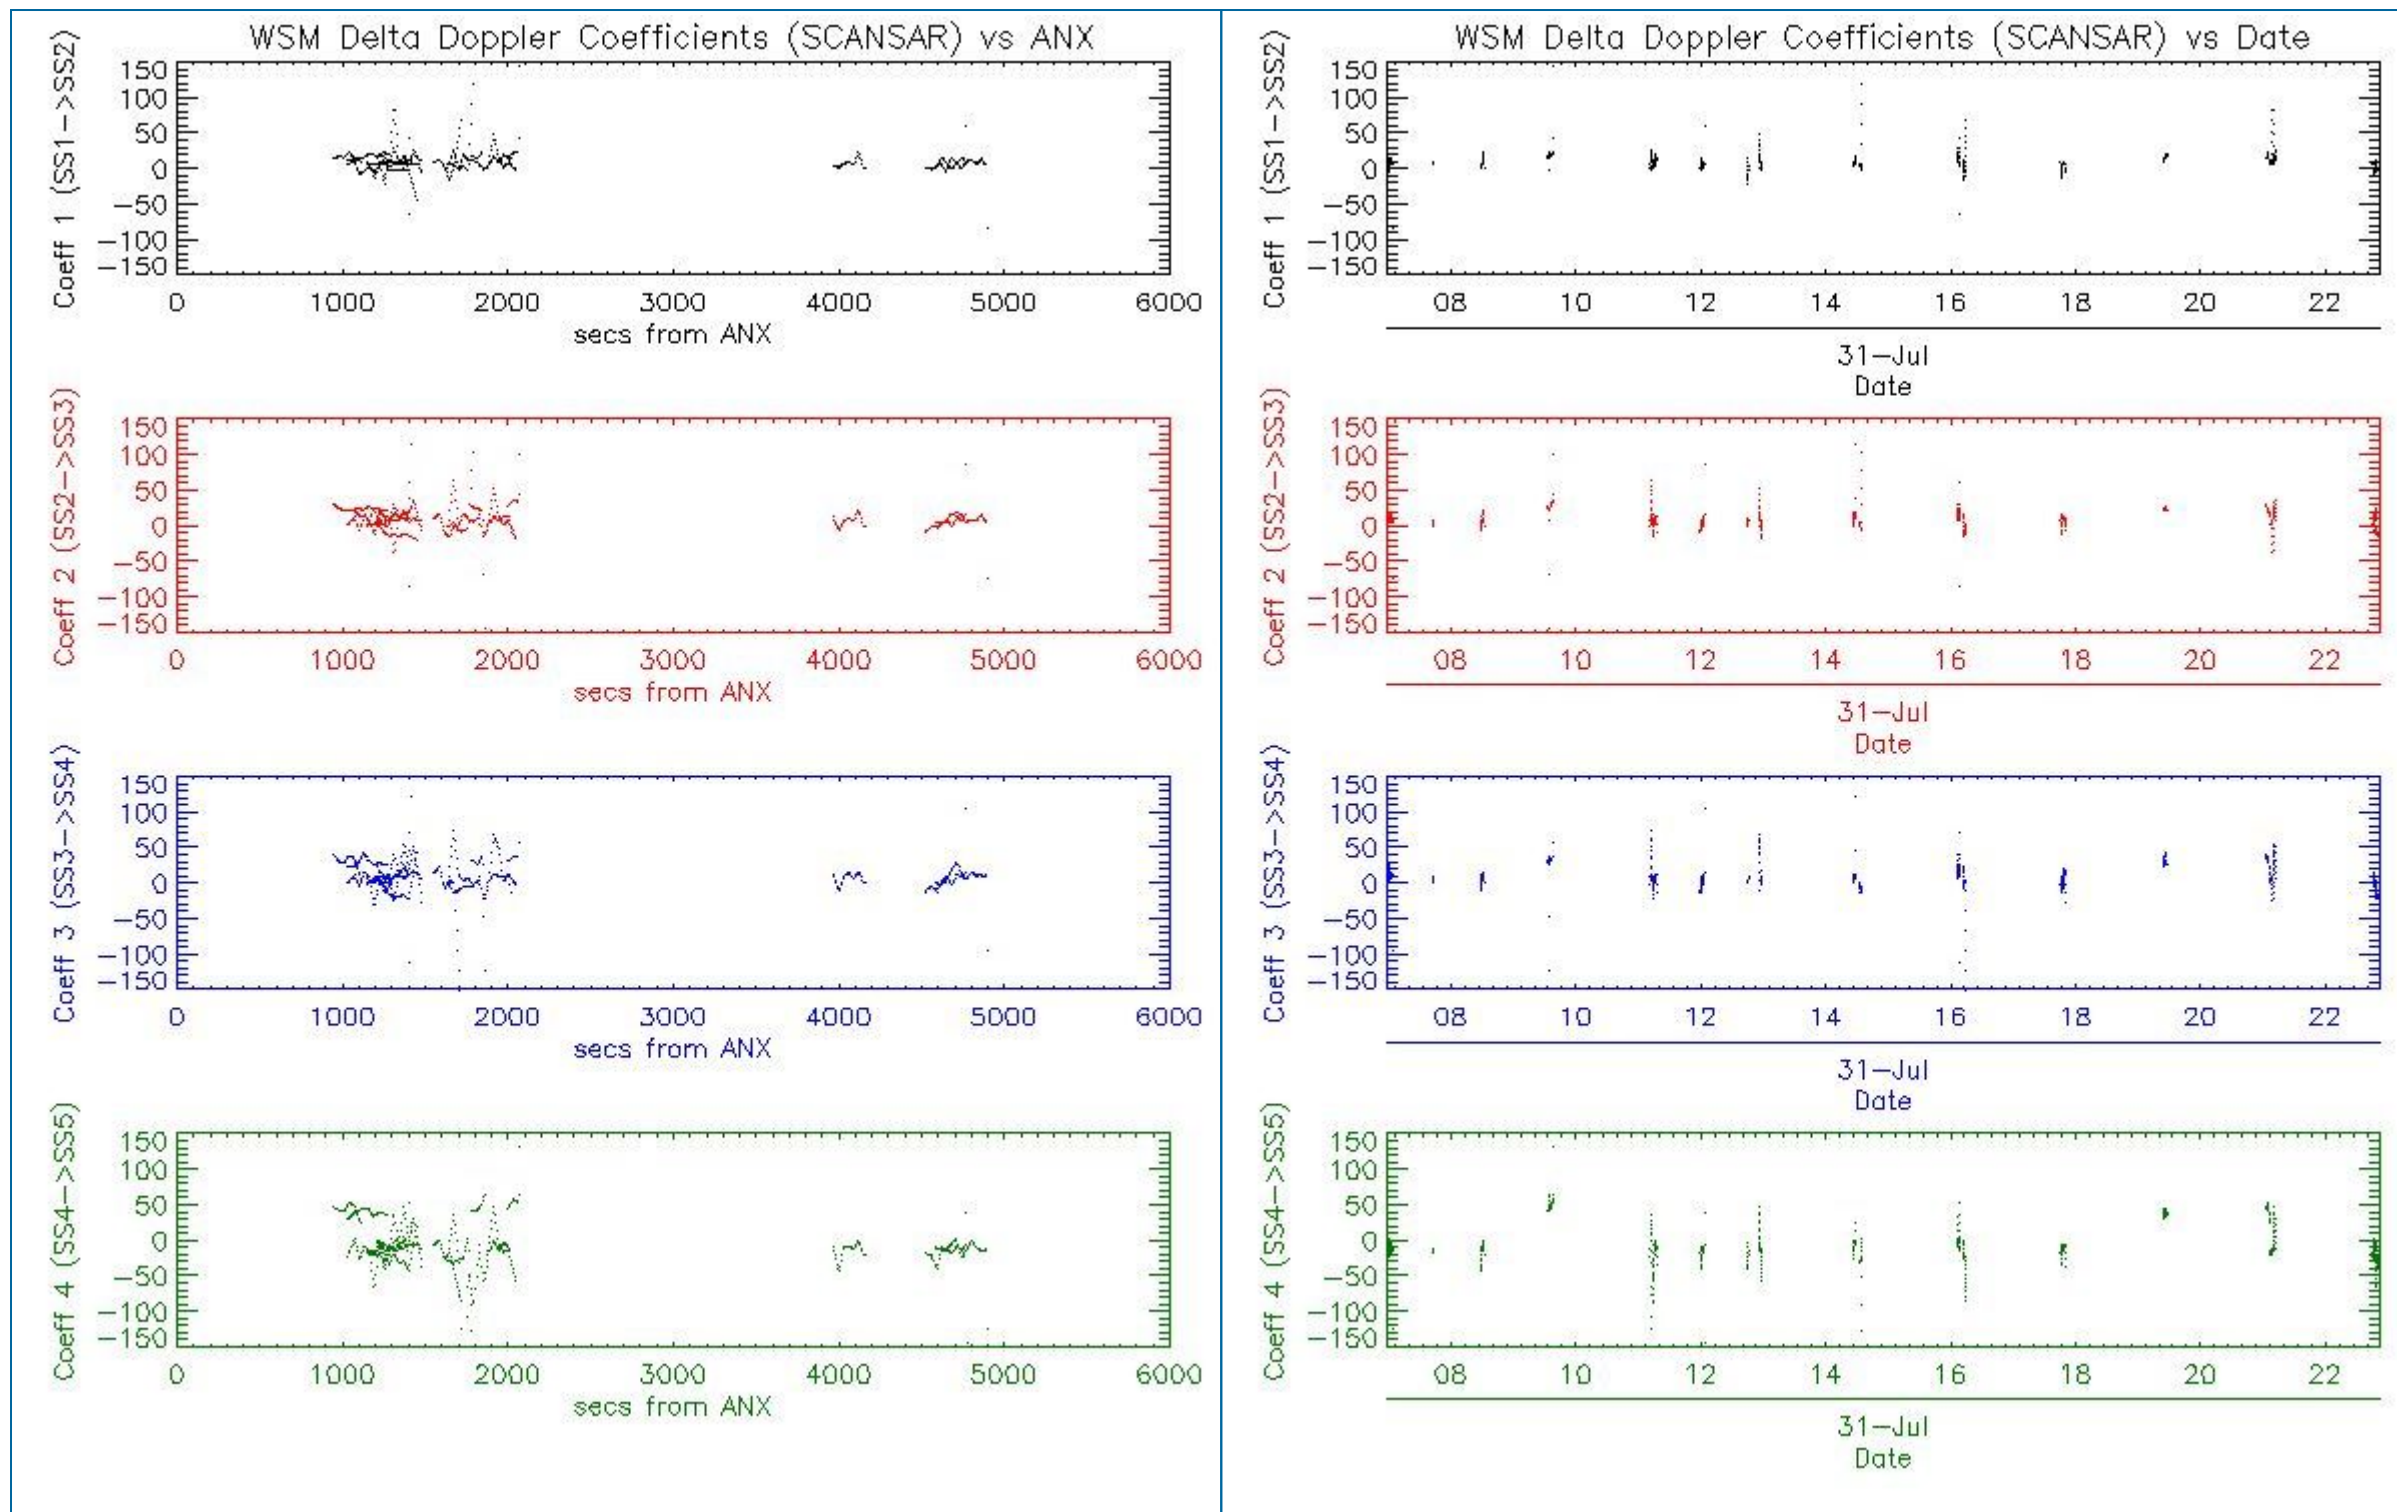 WSM Delta Doppler Coefficients (SCANSAR) vs ANX
Coeff 1 (SS1->SS2)
150
100
50
0
-50
-100
-150
0 1000 2000 3000 4000 5000 6000
secs from ANX
Coeff 2 (SS2->SS3)
150
100
50
0
-50
-100
-150
0 1000 2000 3000 4000 5000 6000
secs from ANX
Coeff 3 (SS3->SS4)
150
100
50
0
-50
-100
-150
0 1000 2000 3000 4000 5000 6000
secs from ANX
Coeff 4 (SS4->SS5)
150
100
50
0
-50
-100
-150
0 1000 2000 3000 4000 5000 6000
secs from ANX
WSM Delta Doppler Coefficients (SCANSAR) vs Date
Coeff 1 (SS1->SS2)
150
100
50
0
-50
-100
-150
08 10 12 14 16 18 20 22
31-Jul
Date
Coeff 2 (SS2->SS3)
150
100
50
0
-50
-100
-150
08 10 12 14 16 18 20 22
31-Jul
Date
Coeff 3 (SS3->SS4)
150
100
50
0
-50
-100
-150
08 10 12 14 16 18 20 22
31-Jul
Date
Coeff 4 (SS4->SS5)
150
100
50
0
-50
-100
-150
08 10 12 14 16 18 20 22
31-Jul
Date